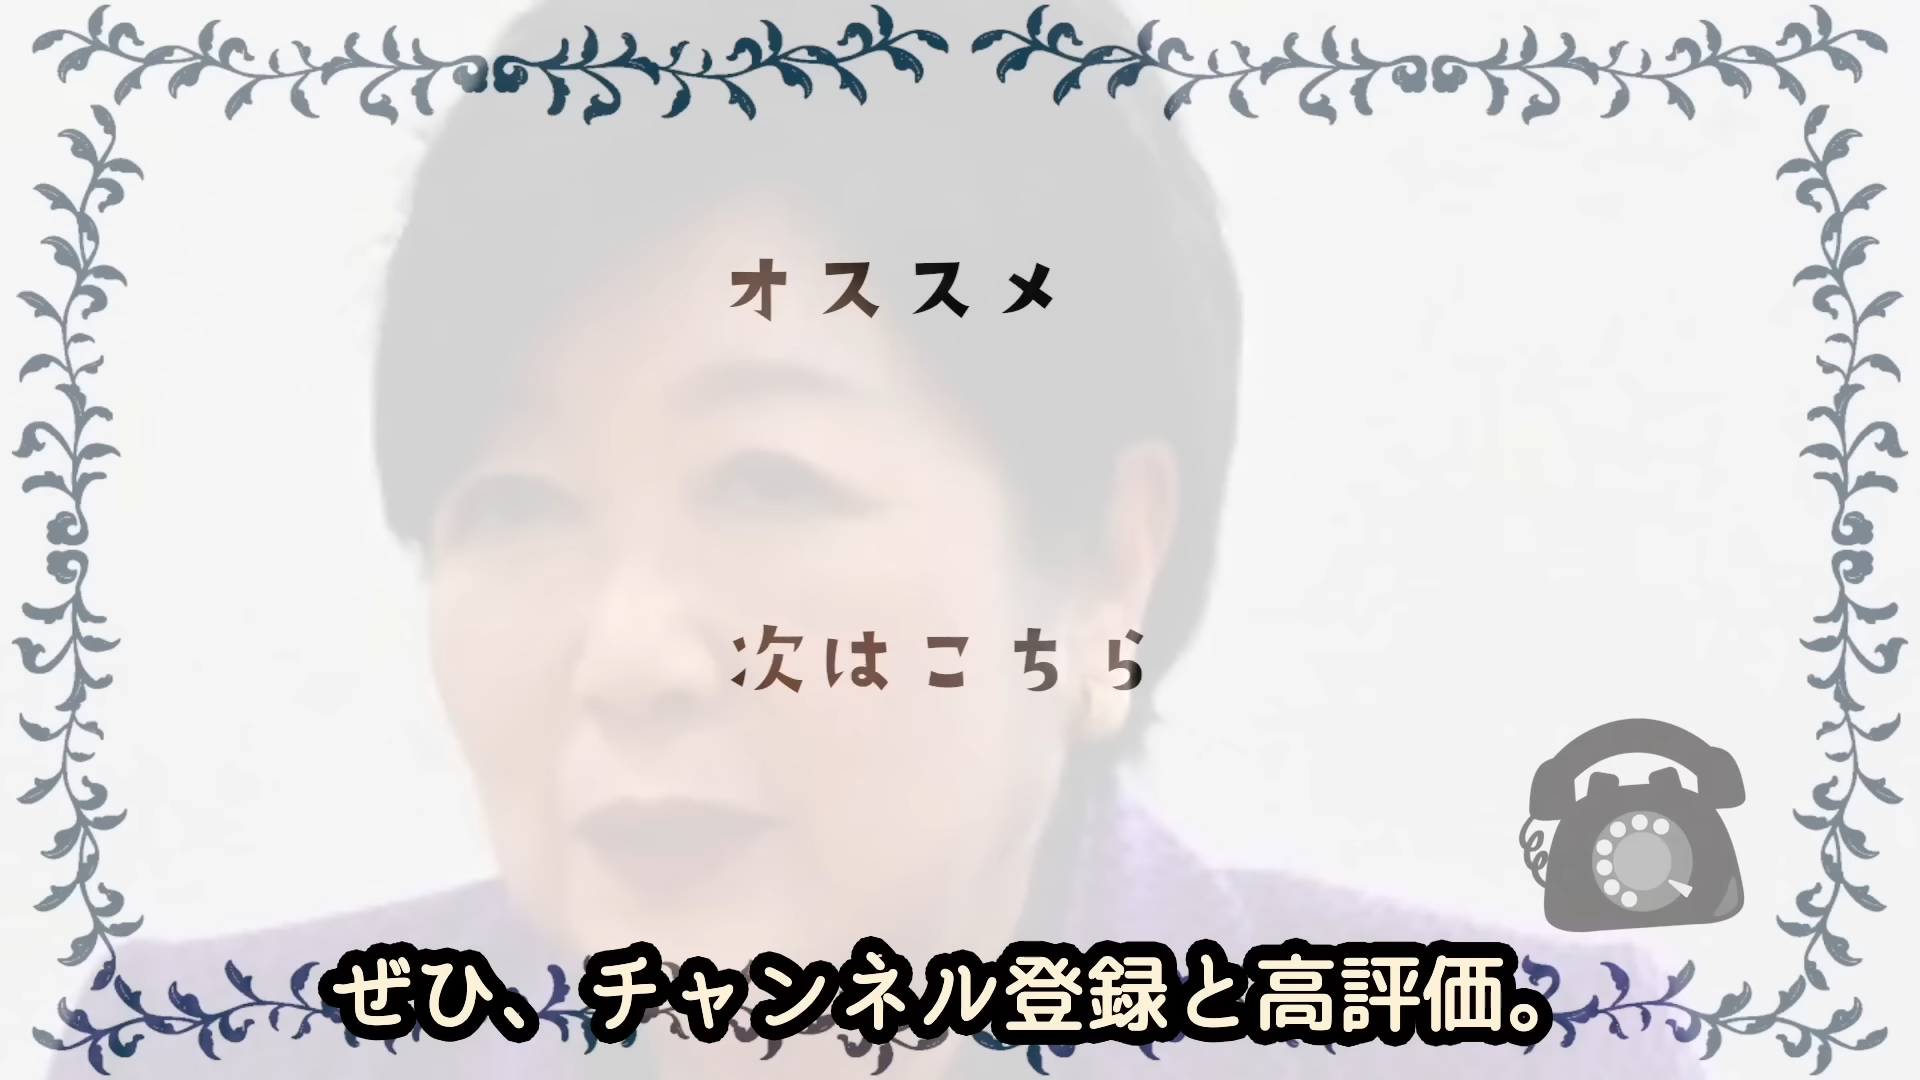 オススメ
次はこちら
ぜひ、チャンネル登録と高評価。